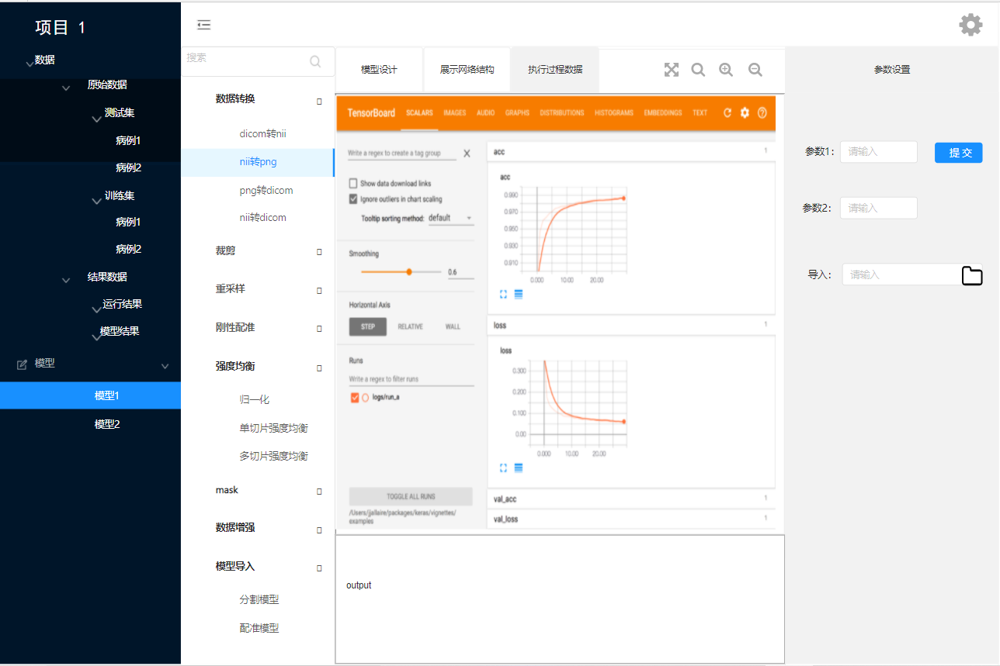 项目 1
数据
原始数据
测试集
病例1
病例2
训练集
病例1
病例2
结果数据
运行结果
模型结果
模型
模型1
模型2
搜索
数据转换
dicom转nii
nii转png
png转dicom
nii转dicom
裁剪
重采样
刚性配准
强度均衡
归一化
单切片强度均衡
多切片强度均衡
mask
数据增强
模型导入
分割模型
配准模型
模型设计
展示网络结构
执行过程数据
TensorBoard SCALARS IMAGES AUDIO GRAPHS DISTRIBUTIONS HISTOGRAMS EMBEDDINGS TEXT
Write a regex to create a tag group
Show data download links
Ignore outliers in chart scaling
Tooltip sorting method: default
Smoothing
0.6
Horizontal Axis
STEP RELATIVE WALL
Runs
Write a regex to filter runs
logs/run_a
TOGGLE ALL RUNS
/Users/jjallaire/packages/keras/vignettes/
examples
acc 1
acc
0.990
0.970
0.950
0.930
0.910
0.000 10.00 20.00
loss 1
loss
0.300
0.200
0.100
0.00
0.000 10.00 20.00
val_acc 1
val_loss 1
output
参数设置
参数1: 请输入 提交
参数2: 请输入
导入: 请输入